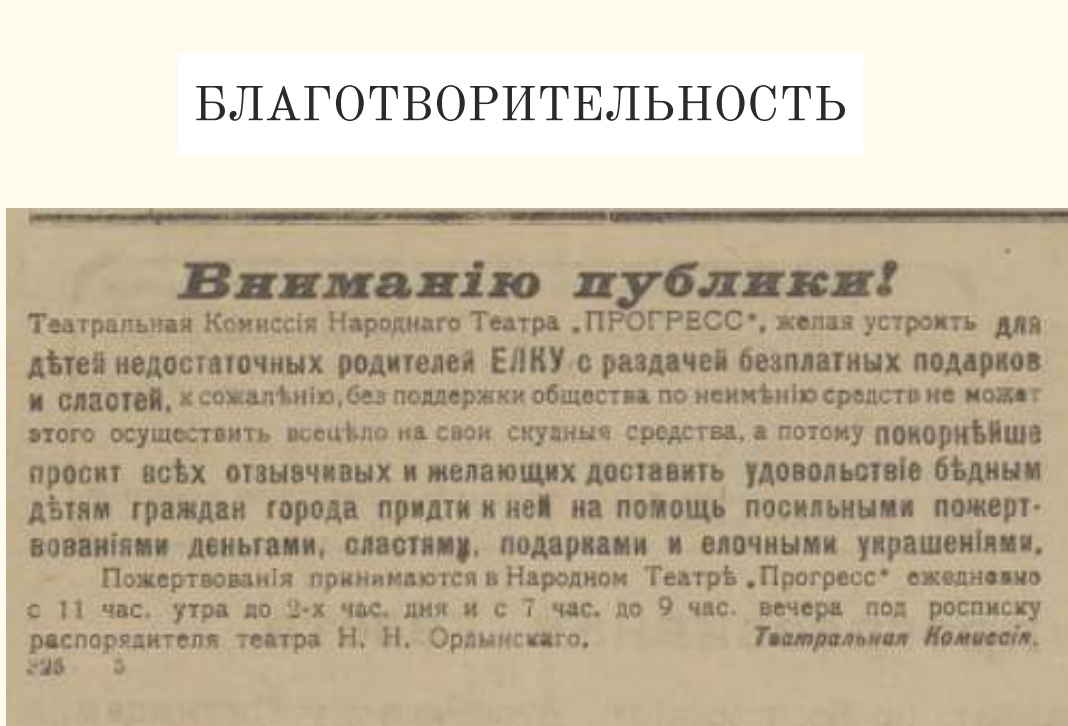 БЛАГОТВОРИТЕЛЬНОСТЬ
Вниманію публики!
Театральная Комиссія Народнаго Театра „ПРОГРЕСС“, желая устроить для
дѣтей недостаточных родителей ЕЛКУ с раздачей безплатных подарков
и сластей, к сожалѣнію, без поддержки общества по неимѣнію средств не может
этого осуществить всецѣло на свои скудныя средства, а потому покорнѣйше
просит всѣх отзывчивых и желающих доставить удовольствіе бѣдным
дѣтям граждан города придти к ней на помощь посильными пожерт-
вованіями деньгами, сластями, подарками и елочными украшеніями.
Пожертвованія принимаются в Народном Театрѣ „Прогресс“ ежедневно
с 11 час. утра до 2-х час. дня и с 7 час. до 9 час. вечера под росписку
распорядителя театра Н. Н. Ордынскаго. Театральная Комиссія.